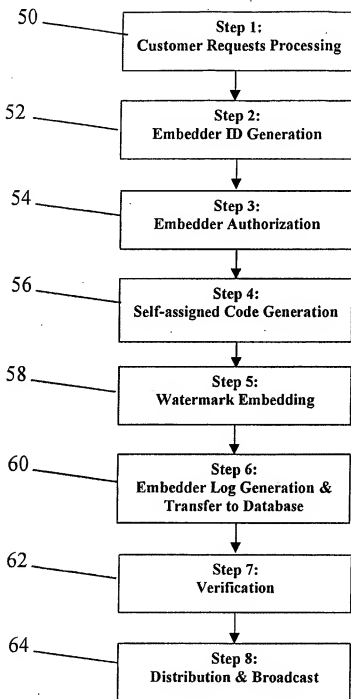 50
Step 1:
Customer Requests Processing
52
Step 2:
Embedder ID Generation
54
Step 3:
Embedder Authorization
56
Step 4:
Self-assigned Code Generation
58
Step 5:
Watermark Embedding
60
Step 6:
Embedder Log Generation &
Transfer to Database
62
Step 7:
Verification
64
Step 8:
Distribution & Broadcast